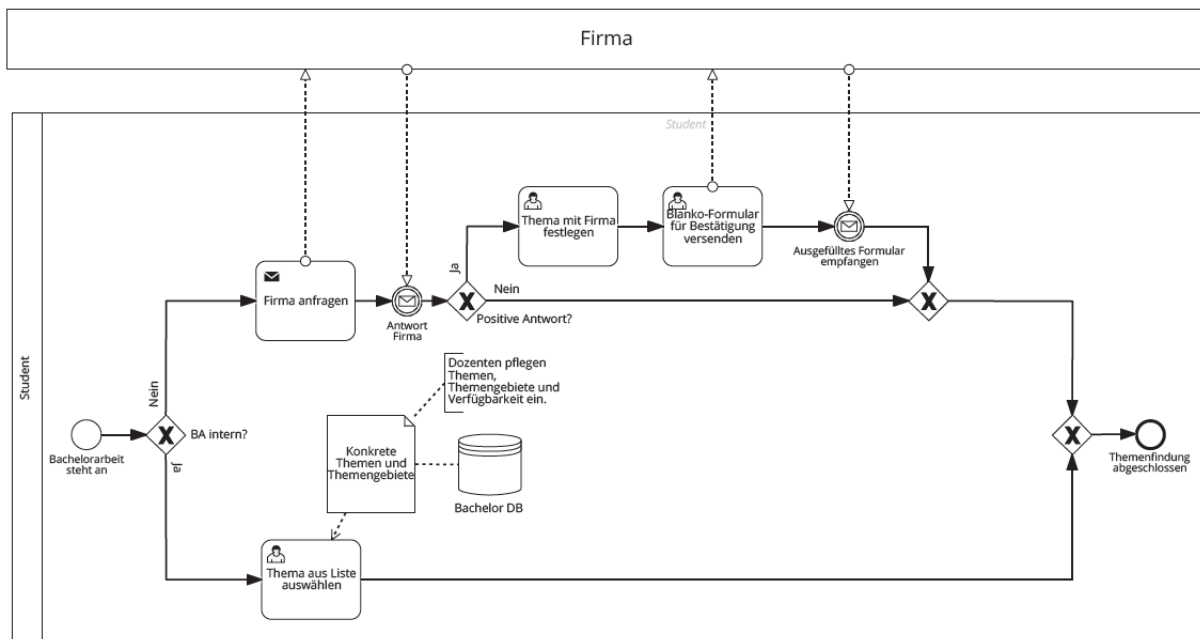 Firma
Student
Student
Thema mit Firma
festlegen
Blanko-Formular
für Bestätigung
versenden
Ausgefülltes Formular
empfangen
Ja
Nein
Firma anfragen
Antwort
Firma
Positive Antwort?
Dozenten pflegen
Themen,
Themengebiete und
Verfügbarkeit ein.
Nein
BA intern?
Ja
Bachelorarbeit
steht an
Konkrete
Themen und
Themengebiete
Bachelor DB
Themenfindung
abgeschlossen
Thema aus Liste
auswählen